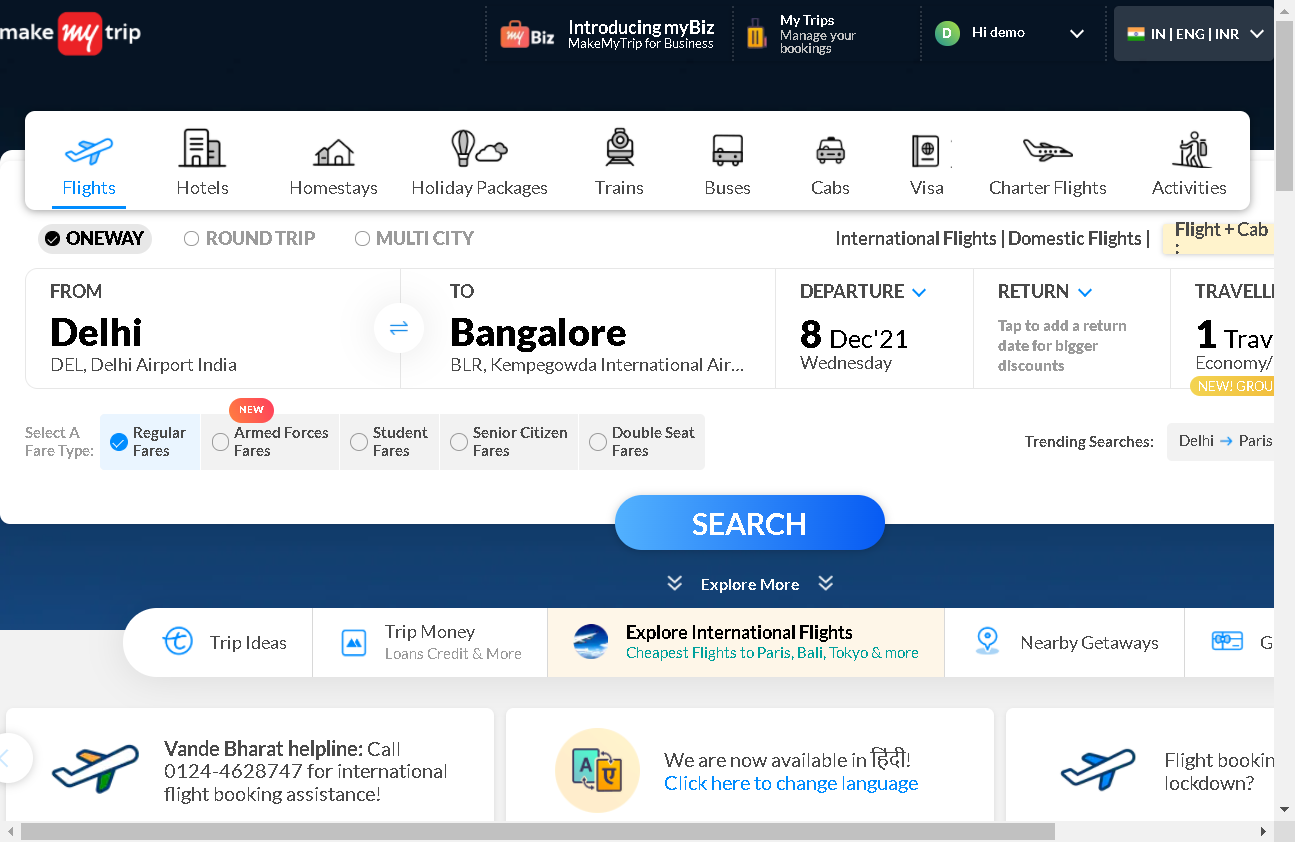 make my trip
my Biz
Introducing myBiz
MakeMyTrip for Business
My Trips
Manage your
bookings
D
Hi demo
IN | ENG | INR
Flights
Hotels
Homestays
Holiday Packages
Trains
Buses
Cabs
Visa
Charter Flights
Activities
ONEWAY
ROUND TRIP
MULTI CITY
International Flights | Domestic Flights |
Flight + Cab
:
FROM
Delhi
DEL, Delhi Airport India
TO
Bangalore
BLR, Kempegowda International Air...
DEPARTURE
8 Dec'21
Wednesday
RETURN
Tap to add a return
date for bigger
discounts
TRAVELL
1 Trav
Economy/
NEW! GROU
Select A
Fare Type:
Regular
Fares
NEW
Armed Forces
Fares
Student
Fares
Senior Citizen
Fares
Double Seat
Fares
Trending Searches:
Delhi → Paris
SEARCH
Explore More
Trip Ideas
Trip Money
Loans Credit & More
Explore International Flights
Cheapest Flights to Paris, Bali, Tokyo & more
Nearby Getaways
G
Vande Bharat helpline: Call
0124-4628747 for international
flight booking assistance!
A ए
We are now available in हिंदी!
Click here to change language
Flight bookin
lockdown?